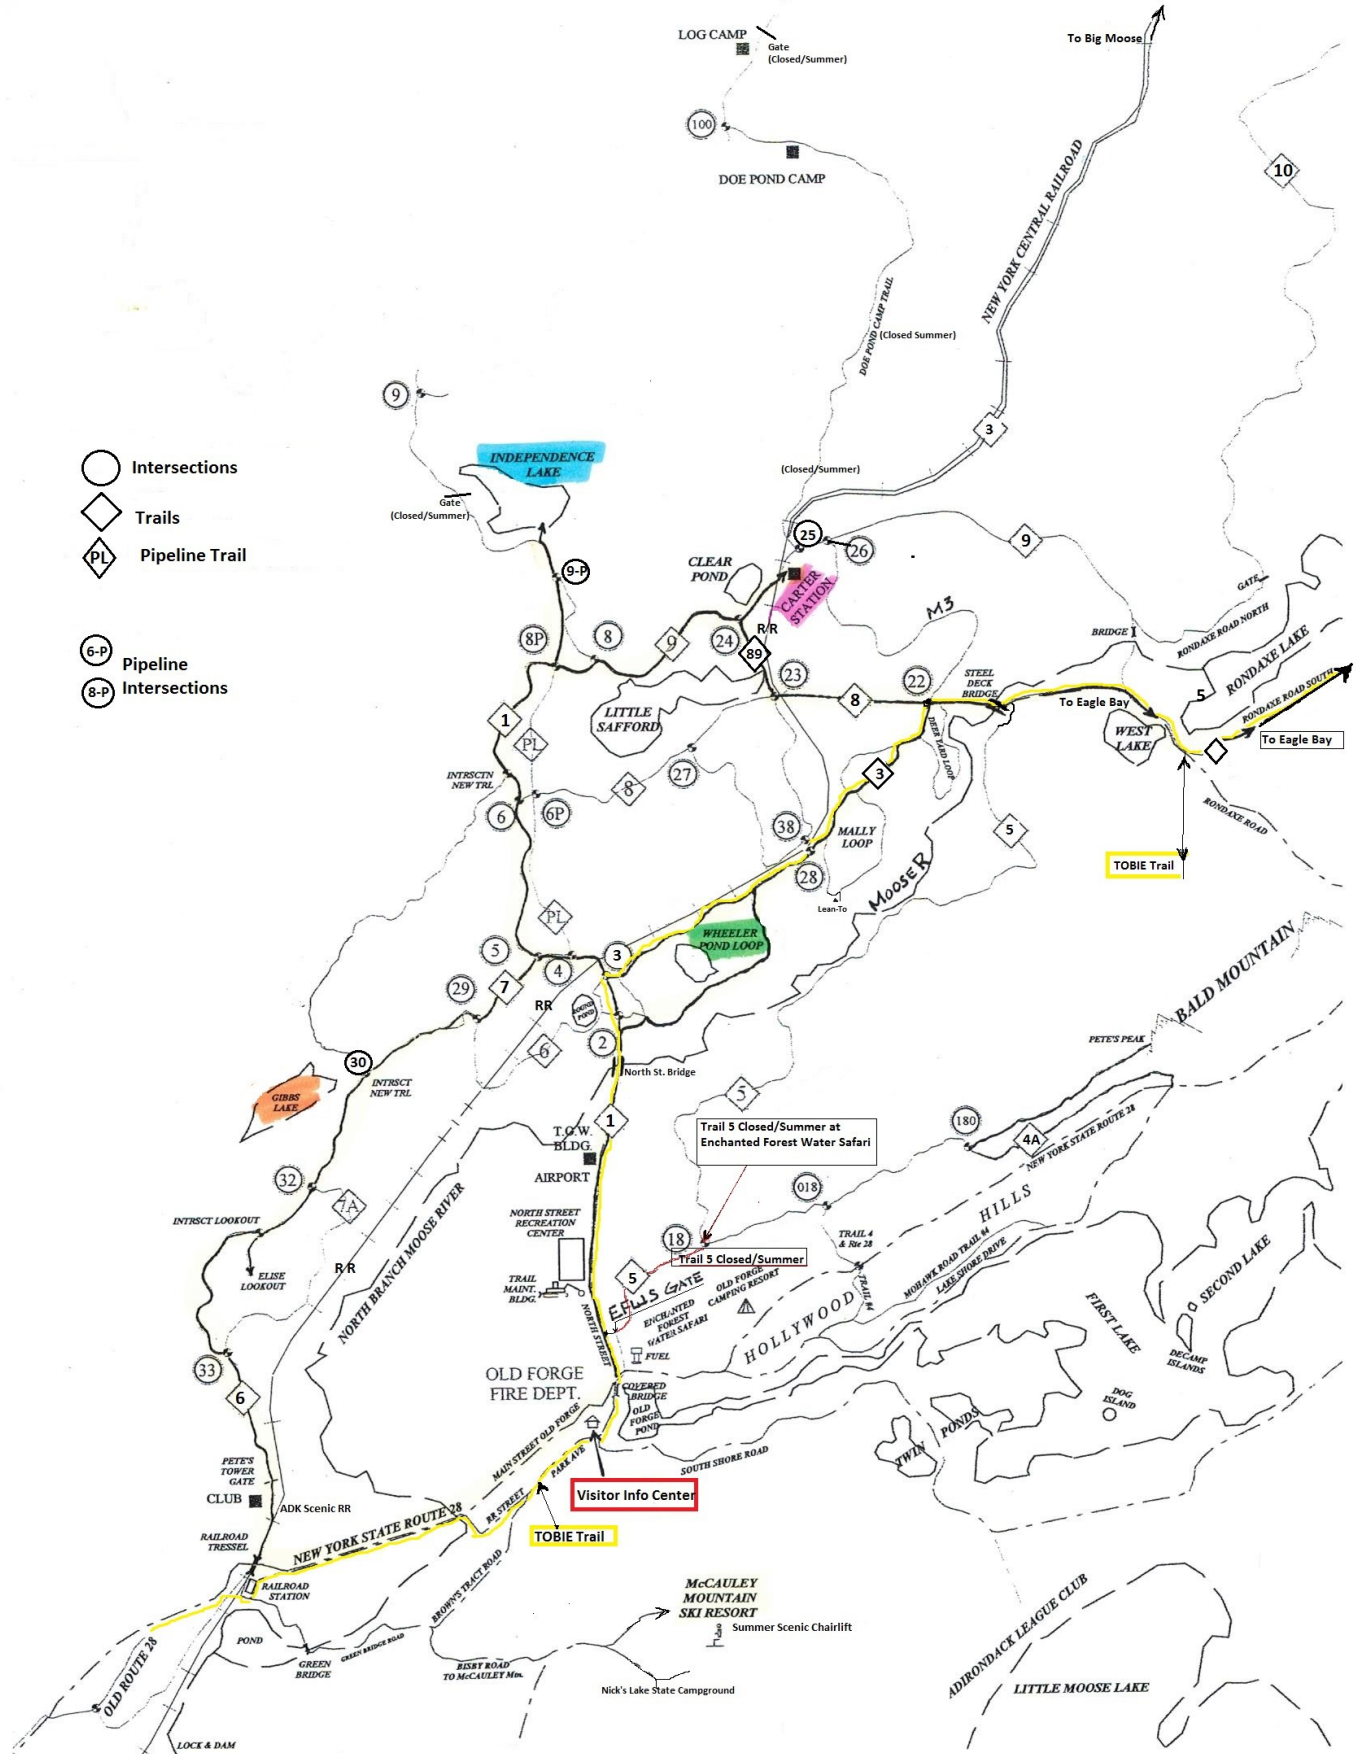 LOG CAMP
Gate
(Closed/Summer)
To Big Moose
100
DOE POND CAMP
10
NEW YORK CENTRAL RAILROAD
DOE POND CAMP TRAIL
(Closed Summer)
9
3
INDEPENDENCE
LAKE
Intersections
Trails
PL
Pipeline Trail
Gate
(Closed/Summer)
(Closed/Summer)
25
26
9
CLEAR
POND
9-P
CARTER
STATION
M3
GATE
RONDAXE ROAD NORTH
BRIDGE
6-P
8-P
Pipeline
Intersections
8P
8
9
24
RR
89
23
8
22
STEEL
DECK
BRIDGE
To Eagle Bay
5
RONDAXE LAKE
RONDAXE ROAD SOUTH
WEST
LAKE
To Eagle Bay
1
PL
LITTLE
SAFFORD
DEER YARD LOOP
INTRSCTN
NEW TRL
27
3
6
6P
8
38
MALLY
LOOP
5
RONDAXE ROAD
TOBIE Trail
28
MOOSE R
Lean-To
PL
WHEELER
POND LOOP
5
4
3
BALD MOUNTAIN
29
7
RR
ROUND
POND
2
6
PETE'S PEAK
30
INTRSCT
NEW TRL
North St. Bridge
GIBBS
LAKE
5
1
Trail 5 Closed/Summer at
Enchanted Forest Water Safari
180
4A
NEW YORK STATE ROUTE 28
T.G.W.
BLDG.
AIRPORT
32
7A
018
HILLS
NORTH STREET
RECREATION
CENTER
INTRSCT LOOKOUT
18
TRAIL 4
& Rte 28
Trail 5 Closed/Summer
MOHAWK ROAD TRAIL #4
LAKE SHORE DRIVE
SECOND LAKE
ELISE
LOOKOUT
RR
NORTH BRANCH MOOSE RIVER
TRAIL
MAINT.
BLDG.
5
E.F.W.S GATE
OLD FORGE
CAMPING RESORT
TRAIL #4
ENCHANTED
FOREST
WATER SAFARI
HOLLYWOOD
FIRST LAKE
NORTH STREET
FUEL
DECAMP
ISLANDS
33
6
OLD FORGE
FIRE DEPT.
COVERED
BRIDGE
OLD
FORGE
POND
DOG
ISLAND
MAIN STREET OLD FORGE
PARK AVE
TWIN PONDS
SOUTH SHORE ROAD
PETE'S
TOWER
GATE
CLUB
ADK Scenic RR
Visitor Info Center
RR STREET
NEW YORK STATE ROUTE 28
TOBIE Trail
RAILROAD
TRESSEL
RAILROAD
STATION
BROWN'S TRACT ROAD
McCAULEY
MOUNTAIN
SKI RESORT
Summer Scenic Chairlift
ADIRONDACK LEAGUE CLUB
POND
GREEN
BRIDGE
GREEN BRIDGE ROAD
BISBY ROAD
TO McCAULEY Mtn.
Nick's Lake State Campground
LITTLE MOOSE LAKE
OLD ROUTE 28
LOCK & DAM